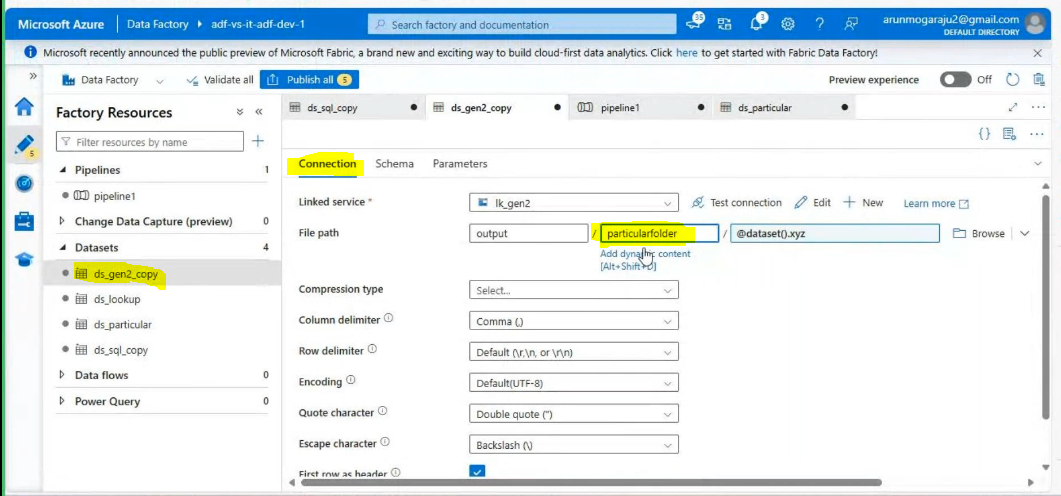 Microsoft Azure Data Factory ▸ adf-vs-it-adf-dev-1 Search factory and documentation 35 3 arunmogaraju2@gmail.com
DEFAULT DIRECTORY
Microsoft recently announced the public preview of Microsoft Fabric, a brand new and exciting way to build cloud-first data analytics. Click here to get started with Fabric Data Factory!
Data Factory Validate all Publish all 5 Preview experience Off
Factory Resources
ds_sql_copy ds_gen2_copy pipeline1 ds_particular
Filter resources by name
5
Pipelines 1
pipeline1
Change Data Capture (preview) 0
Datasets 4
ds_gen2_copy
ds_lookup
ds_particular
ds_sql_copy
Data flows 0
Power Query 0
Connection Schema Parameters
Linked service * lk_gen2 Test connection Edit New Learn more
File path output / particularfolder / @dataset().xyz Browse
Add dynamic content
[Alt+Shift+D]
Compression type Select...
Column delimiter Comma (,)
Row delimiter Default (\r,\n, or \r\n)
Encoding Default(UTF-8)
Quote character Double quote (")
Escape character Backslash (\)
First row as header